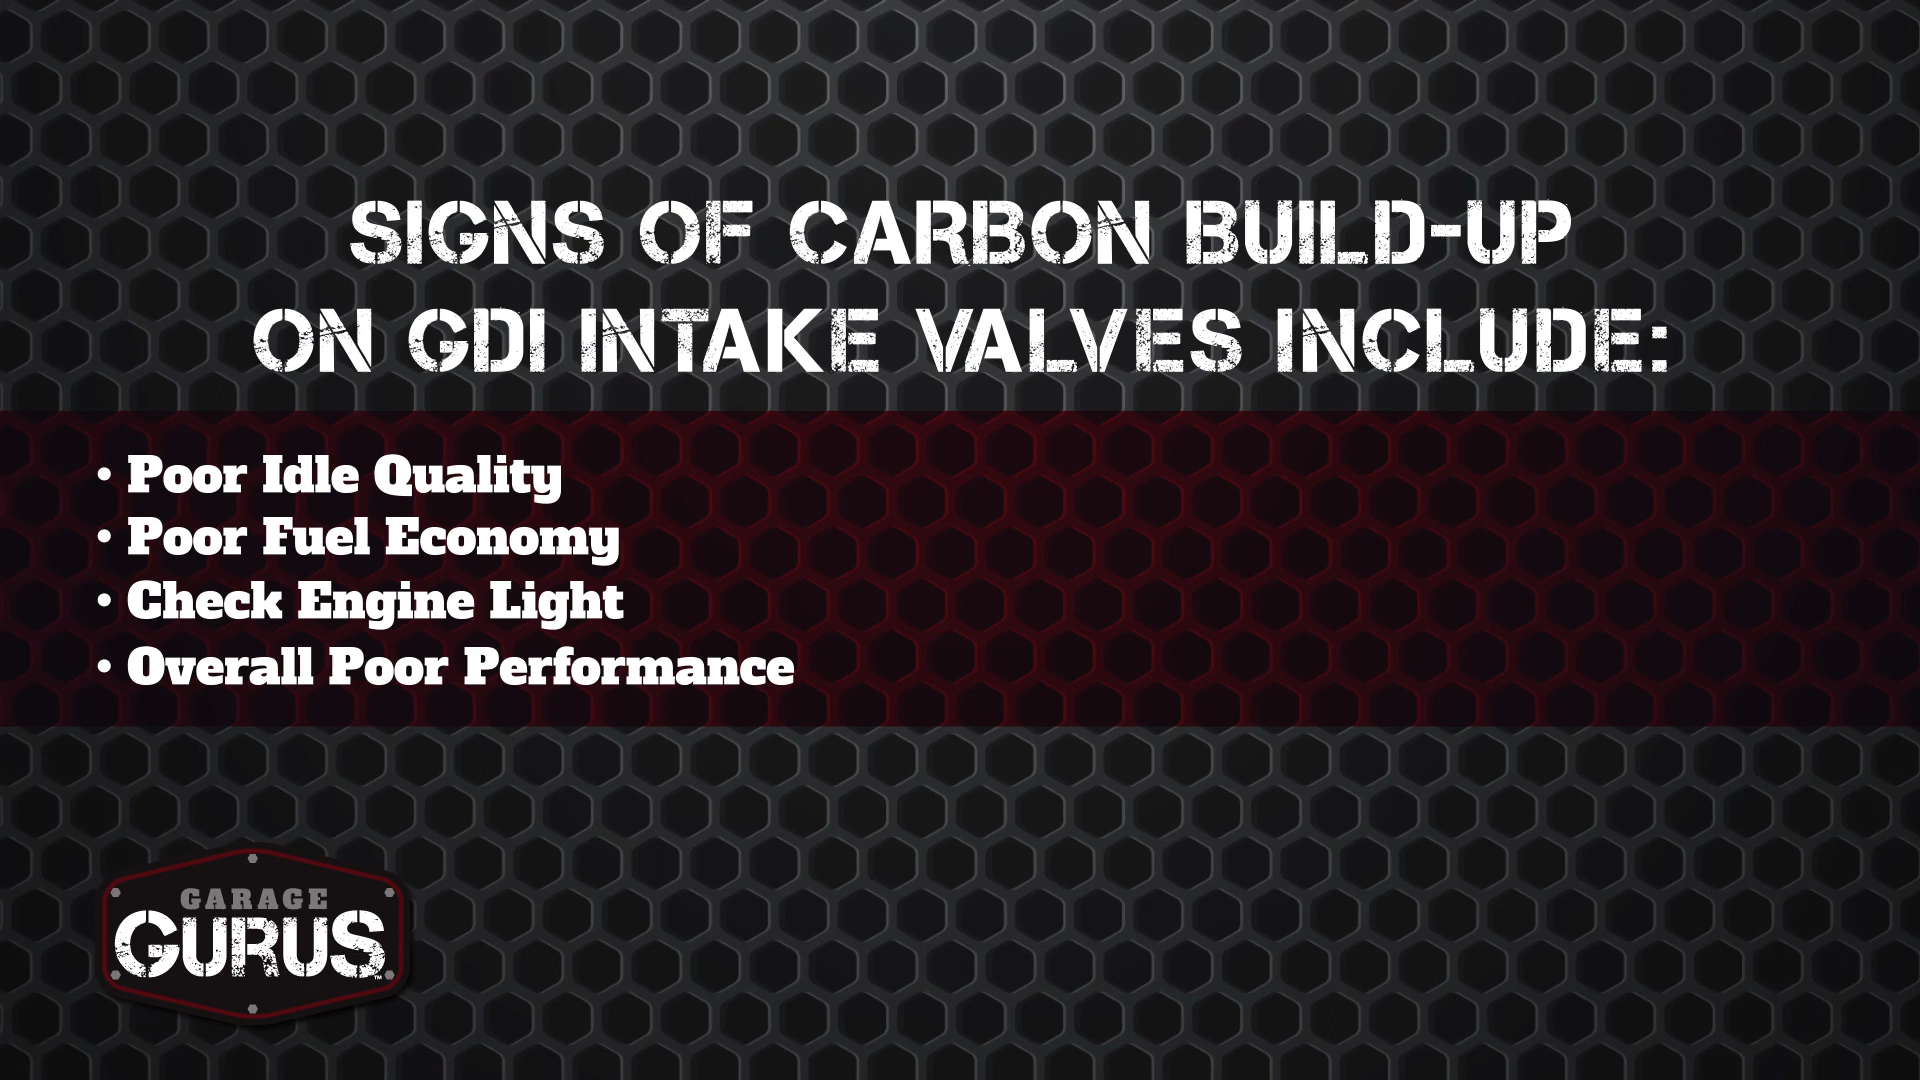 SIGNS OF CARBON BUILD-UP
ON GDI INTAKE VALVES INCLUDE:
• Poor Idle Quality
• Poor Fuel Economy
• Check Engine Light
• Overall Poor Performance
GARAGE
GURUS™